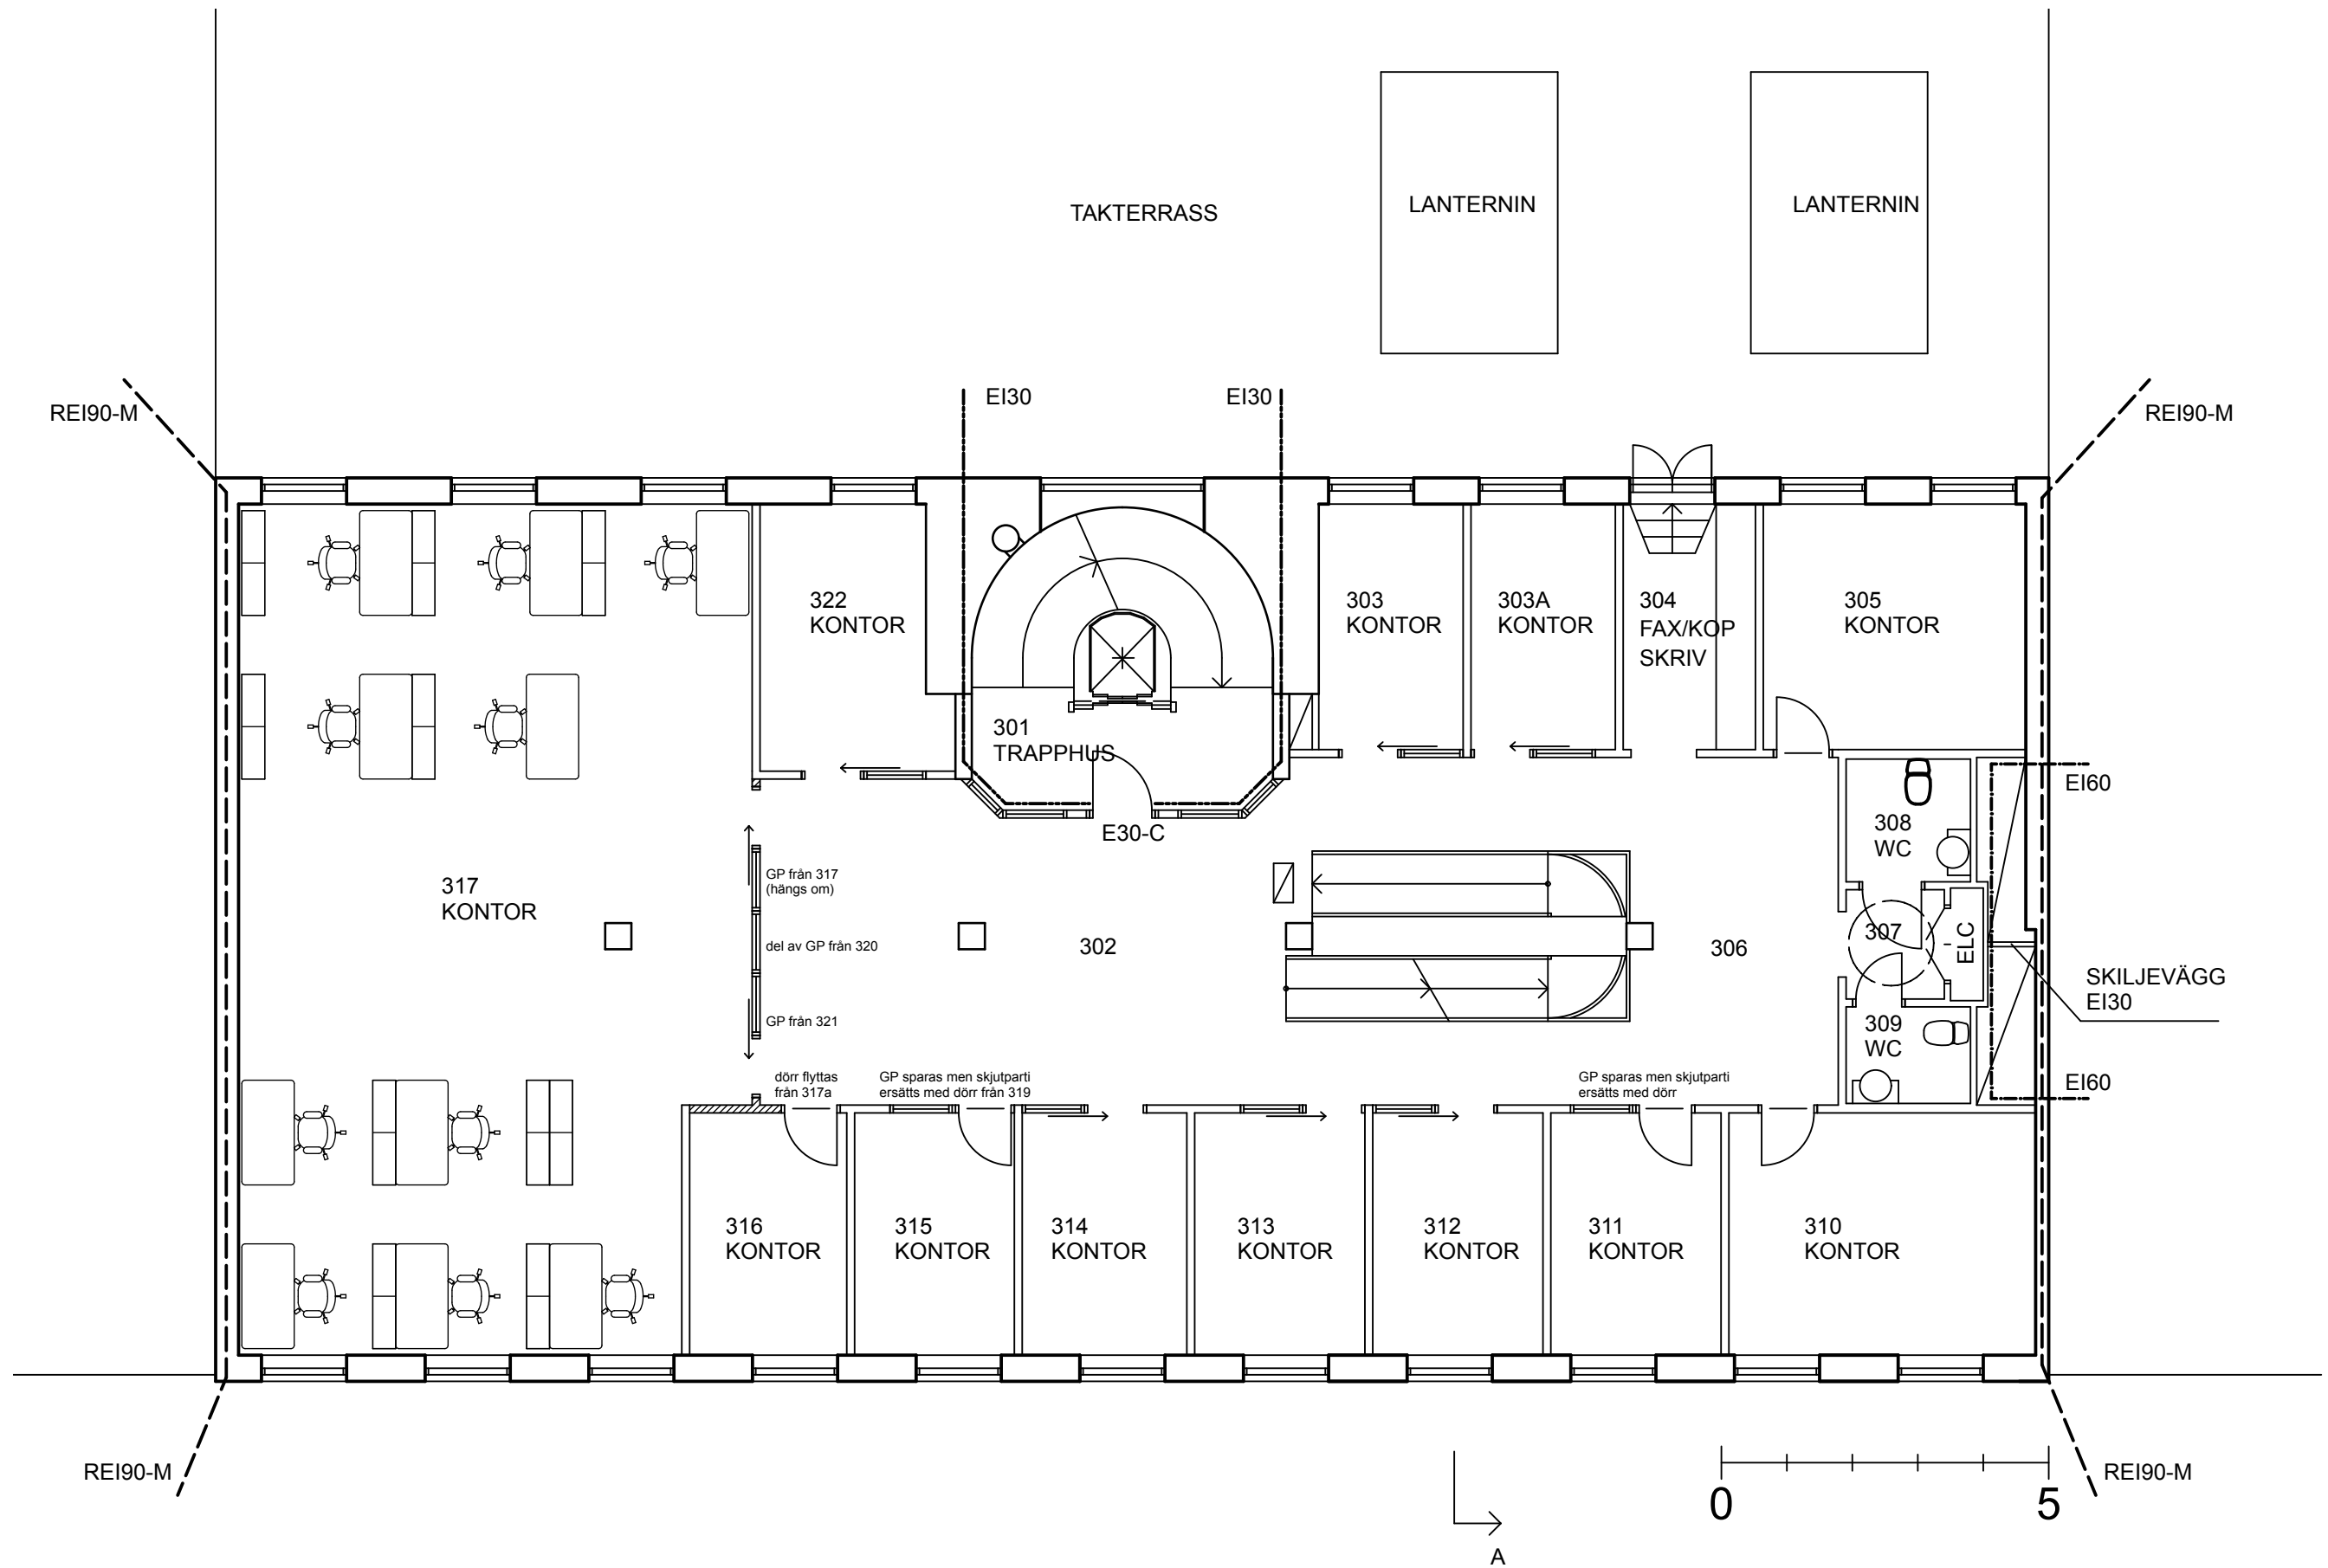 LANTERNIN
LANTERNIN
TAKTERRASS
EI30
EI30
REI90-M
REI90-M
322
KONTOR
303
KONTOR
303A
KONTOR
304
FAX/KOP
SKRIV
305
KONTOR
301
TRAPPHUS
E30-C
EI60
308
WC
317
KONTOR
GP från 317
(hängs om)
del av GP från 320
302
306
307
ELC
SKILJEVÄGG
EI30
GP från 321
309
WC
dörr flyttas
från 317a
GP sparas men skjutparti
ersätts med dörr från 319
GP sparas men skjutparti
ersätts med dörr
EI60
316
KONTOR
315
KONTOR
314
KONTOR
313
KONTOR
312
KONTOR
311
KONTOR
310
KONTOR
REI90-M
REI90-M
0
5
A